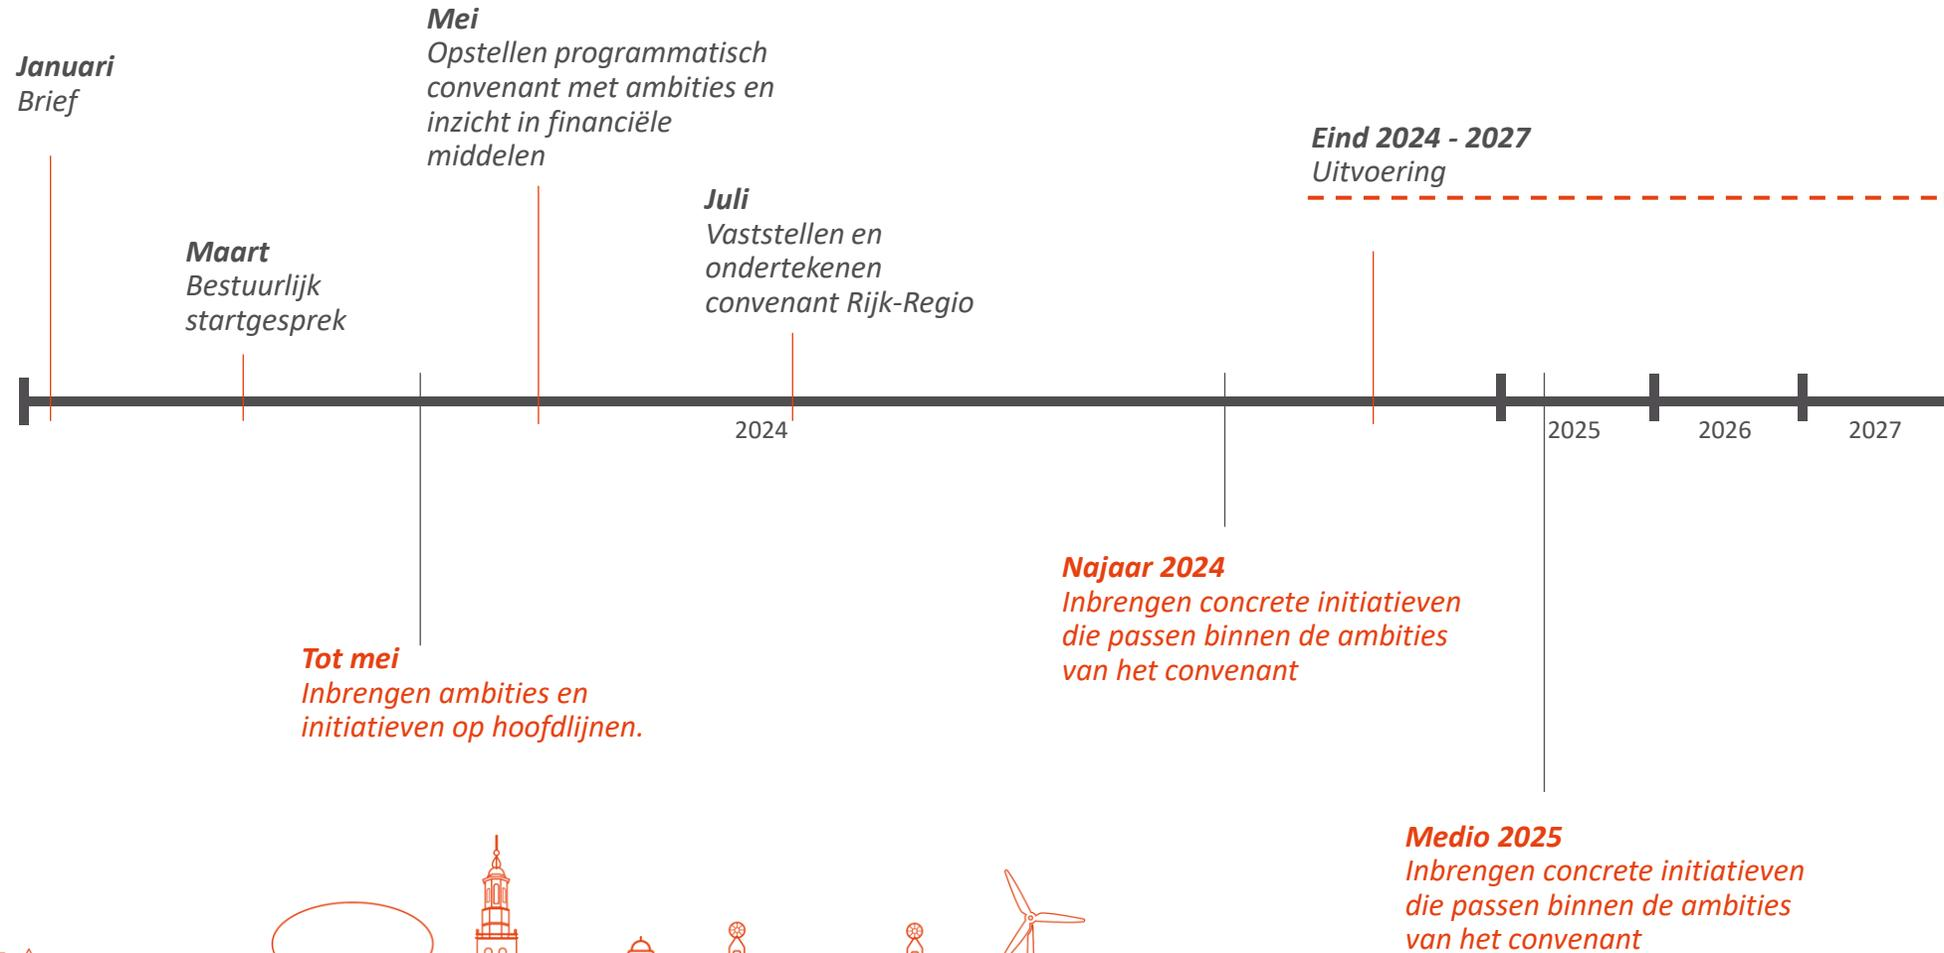 Mei
Opstellen programmatisch
convenant met ambities en
inzicht in financiële
middelen
Januari
Brief
Eind 2024 - 2027
Uitvoering
Juli
Vaststellen en
ondertekenen
convenant Rijk-Regio
Maart
Bestuurlijk
startgesprek
2024
2025
2026
2027
Najaar 2024
Inbrengen concrete initiatieven
die passen binnen de ambities
van het convenant
Tot mei
Inbrengen ambities en
initiatieven op hoofdlijnen.
Medio 2025
Inbrengen concrete initiatieven
die passen binnen de ambities
van het convenant